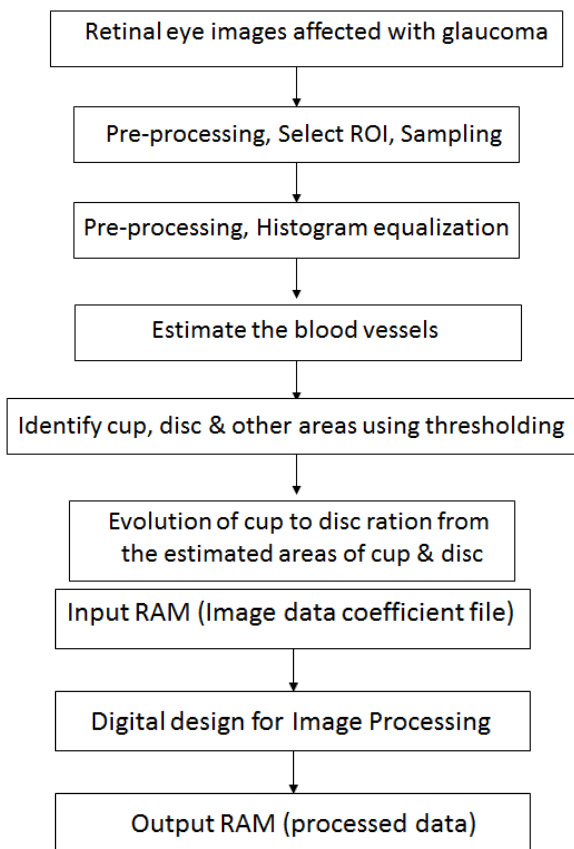 Retinal eye images affected with glaucoma
Pre-processing, Select ROI, Sampling
Pre-processing, Histogram equalization
Estimate the blood vessels
Identify cup, disc & other areas using thresholding
Evolution of cup to disc ration from
the estimated areas of cup & disc
Input RAM (Image data coefficient file)
Digital design for Image Processing
Output RAM (processed data)